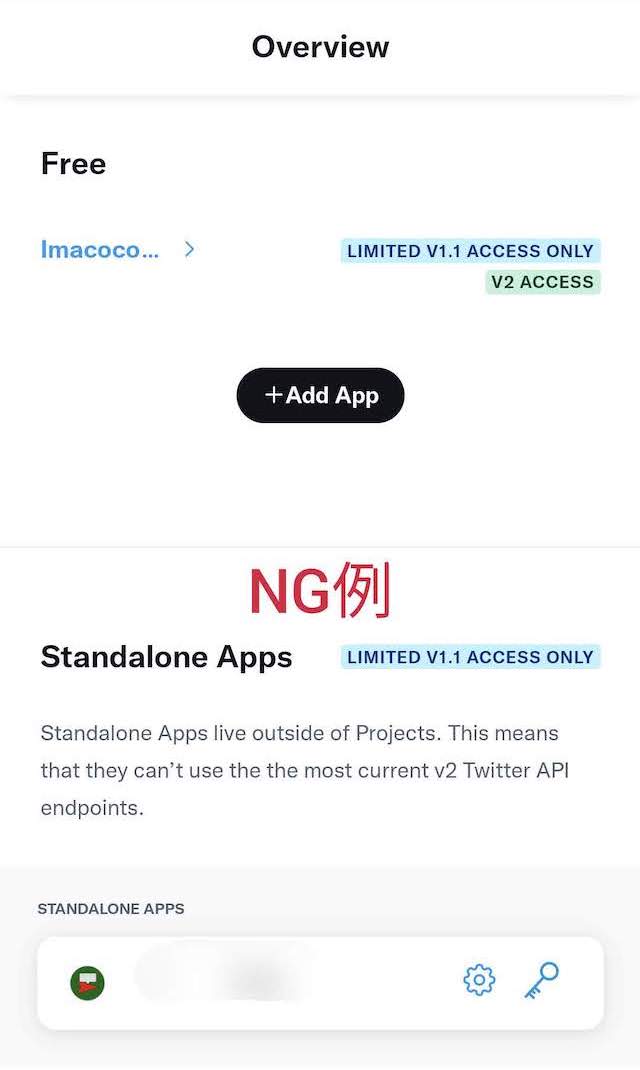 Overview
Free
Imacoco...
LIMITED V1.1 ACCESS ONLY
V2 ACCESS
+Add App
NG例
Standalone Apps
LIMITED V1.1 ACCESS ONLY
Standalone Apps live outside of Projects. This means
that they can’t use the the most current v2 Twitter API
endpoints.
STANDALONE APPS